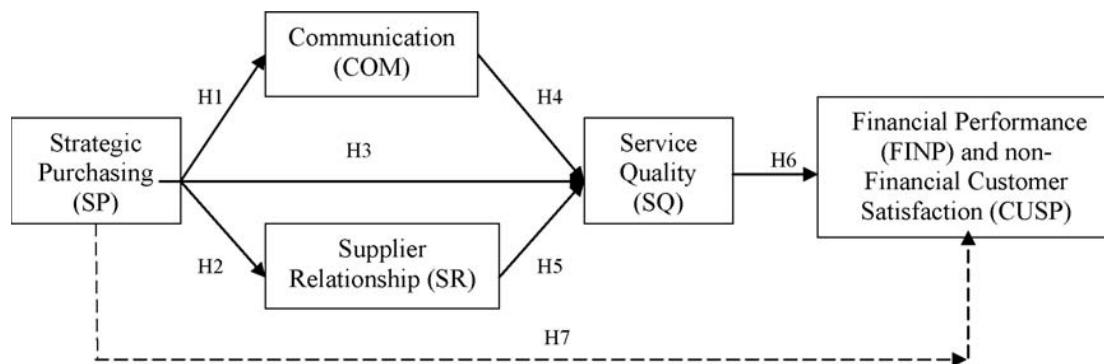 Communication
(COM)
H1
H4
Strategic
Purchasing
(SP)
H3
Service
Quality
(SQ)
H6
Financial Performance
(FINP) and non-
Financial Customer
Satisfaction (CUSP)
H2
Supplier
Relationship (SR)
H5
H7